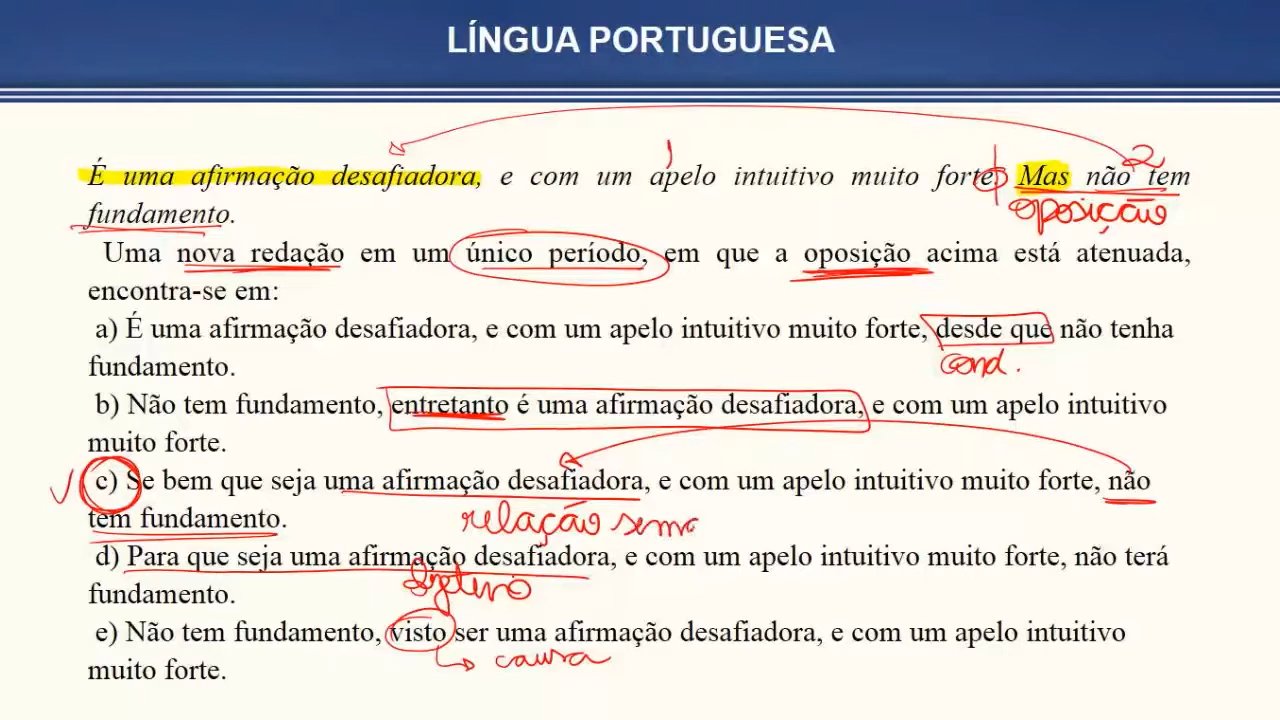 LÍNGUA PORTUGUESA
É uma afirmação desafiadora, e com um apelo intuitivo muito forte. Mas não tem
1
2
fundamento.
oposição
Uma nova redação em um único período, em que a oposição acima está atenuada,
encontra-se em:
a) É uma afirmação desafiadora, e com um apelo intuitivo muito forte, desde que não tenha
fundamento.
cond.
b) Não tem fundamento, entretanto é uma afirmação desafiadora, e com um apelo intuitivo
muito forte.
c) Se bem que seja uma afirmação desafiadora, e com um apelo intuitivo muito forte, não
tem fundamento.
relação sema
d) Para que seja uma afirmação desafiadora, e com um apelo intuitivo muito forte, não terá
fundamento.
objetivo
e) Não tem fundamento, visto ser uma afirmação desafiadora, e com um apelo intuitivo
causa
muito forte.